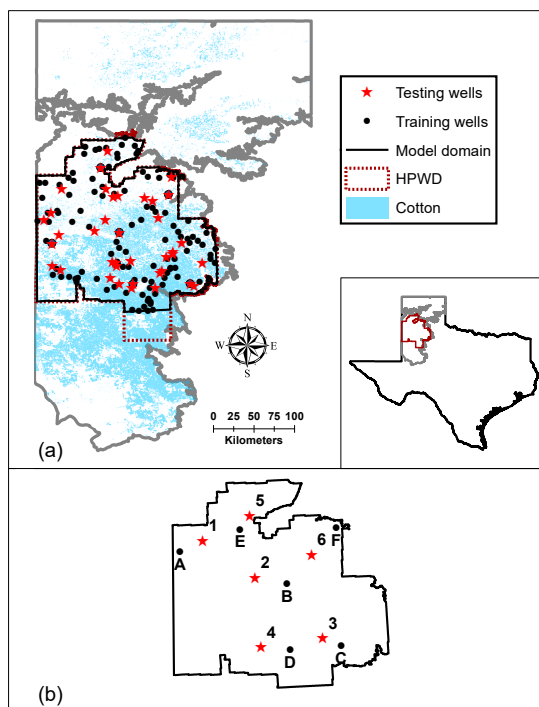 Testing wells
Training wells
Model domain
HPWD
Cotton
N
W E
S
0 25 50 75 100
Kilometers
(a)
5
1
E
F
6
A
2
B
4
3
D
C
(b)